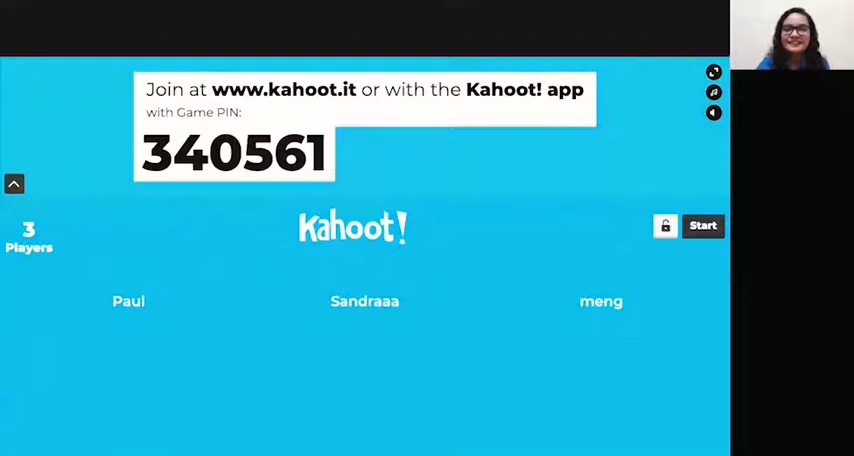 Join at www.kahoot.it or with the Kahoot! app
with Game PIN:
340561
3
Players
Kahoot!
Start
Paul
Sandraaa
meng